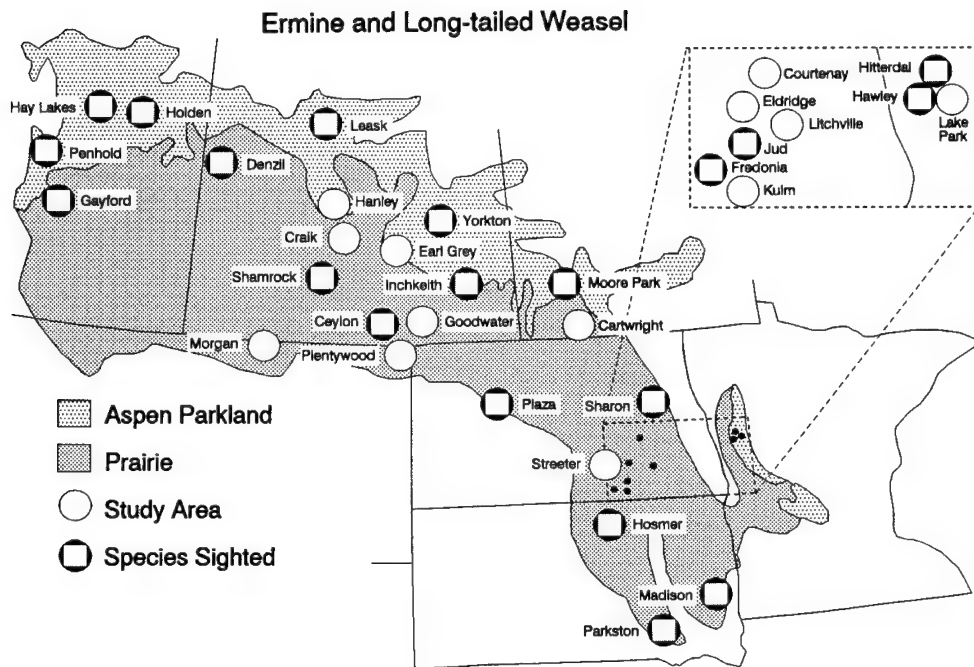 Ermine and Long-tailed Weasel
Hay Lakes
Holden
Leask
Penhold
Denzil
Gayford
Hanley
Yorkton
Craik
Earl Grey
Shamrock
Inchkeith
Moore Park
Ceylon
Goodwater
Cartwright
Morgan
Plentywood
Plaza
Sharon
Streeter
Hosmer
Madison
Parkston
Courtenay
Hitterdal
Eldridge
Hawley
Litchville
Lake
Park
Jud
Fredonia
Kulm
Aspen Parkland
Prairie
Study Area
Species Sighted